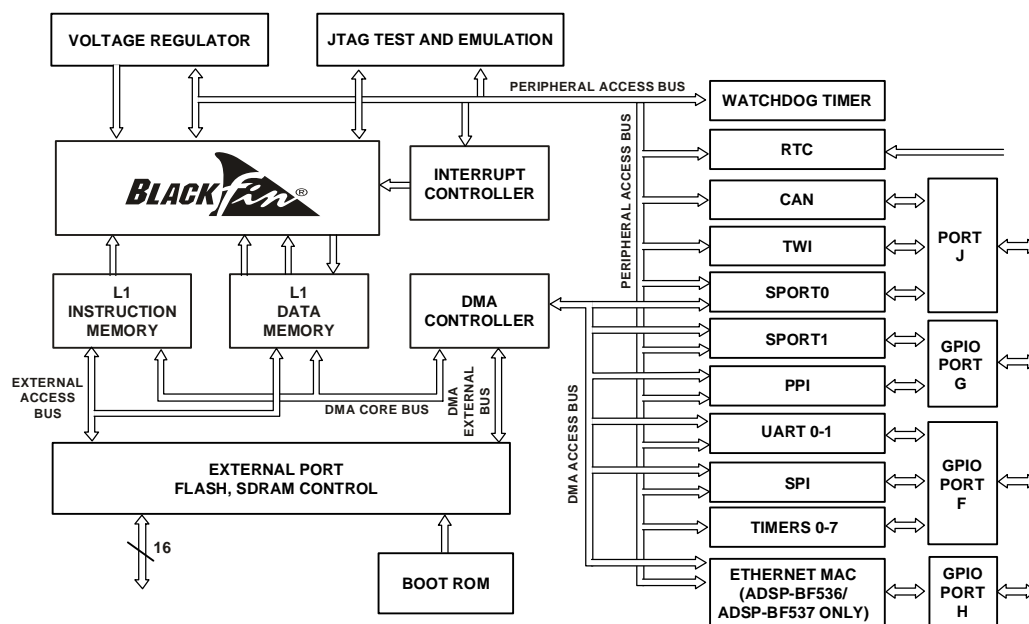 VOLTAGE REGULATOR
JTAG TEST AND EMULATION
PERIPHERAL ACCESS BUS
WATCHDOG TIMER
RTC
BLACKfin®
INTERRUPT
CONTROLLER
PERIPHERAL ACCESS BUS
CAN
TWI
PORT
J
L1
INSTRUCTION
MEMORY
L1
DATA
MEMORY
DMA
CONTROLLER
SPORT0
SPORT1
PPI
GPIO
PORT
G
EXTERNAL
ACCESS
BUS
DMA CORE BUS
DMA
EXTERNAL
BUS
DMA ACCESS BUS
UART 0-1
SPI
TIMERS 0-7
GPIO
PORT
F
EXTERNAL PORT
FLASH, SDRAM CONTROL
16
BOOT ROM
ETHERNET MAC
(ADSP-BF536/
ADSP-BF537 ONLY)
GPIO
PORT
H